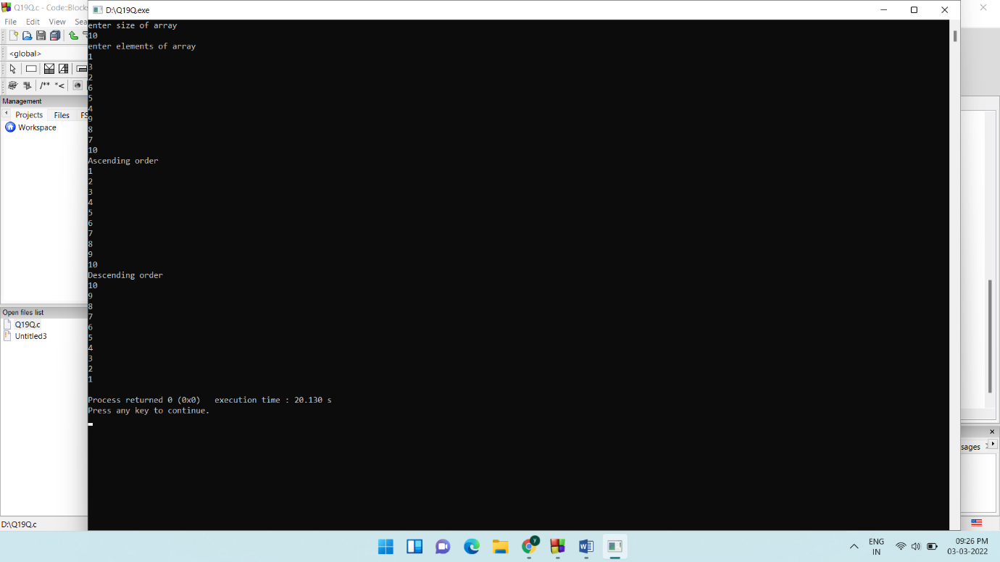 Q19Q.c - Code::Block
File Edit View Sea
<global>
/** *<
Management
Projects Files FS
Workspace
Open files list
Q19Q.c
Untitled3
D:\Q19Q.c
D:\Q19Q.exe
enter size of array
10
enter elements of array
1
3
2
6
5
4
9
8
7
10
Ascending order
1
2
3
4
5
6
7
8
9
10
Descending order
10
9
8
7
6
5
4
3
2
1
Process returned 0 (0x0) execution time : 20.130 s
Press any key to continue.
sages
y
ENG
IN
09:26 PM
03-03-2022